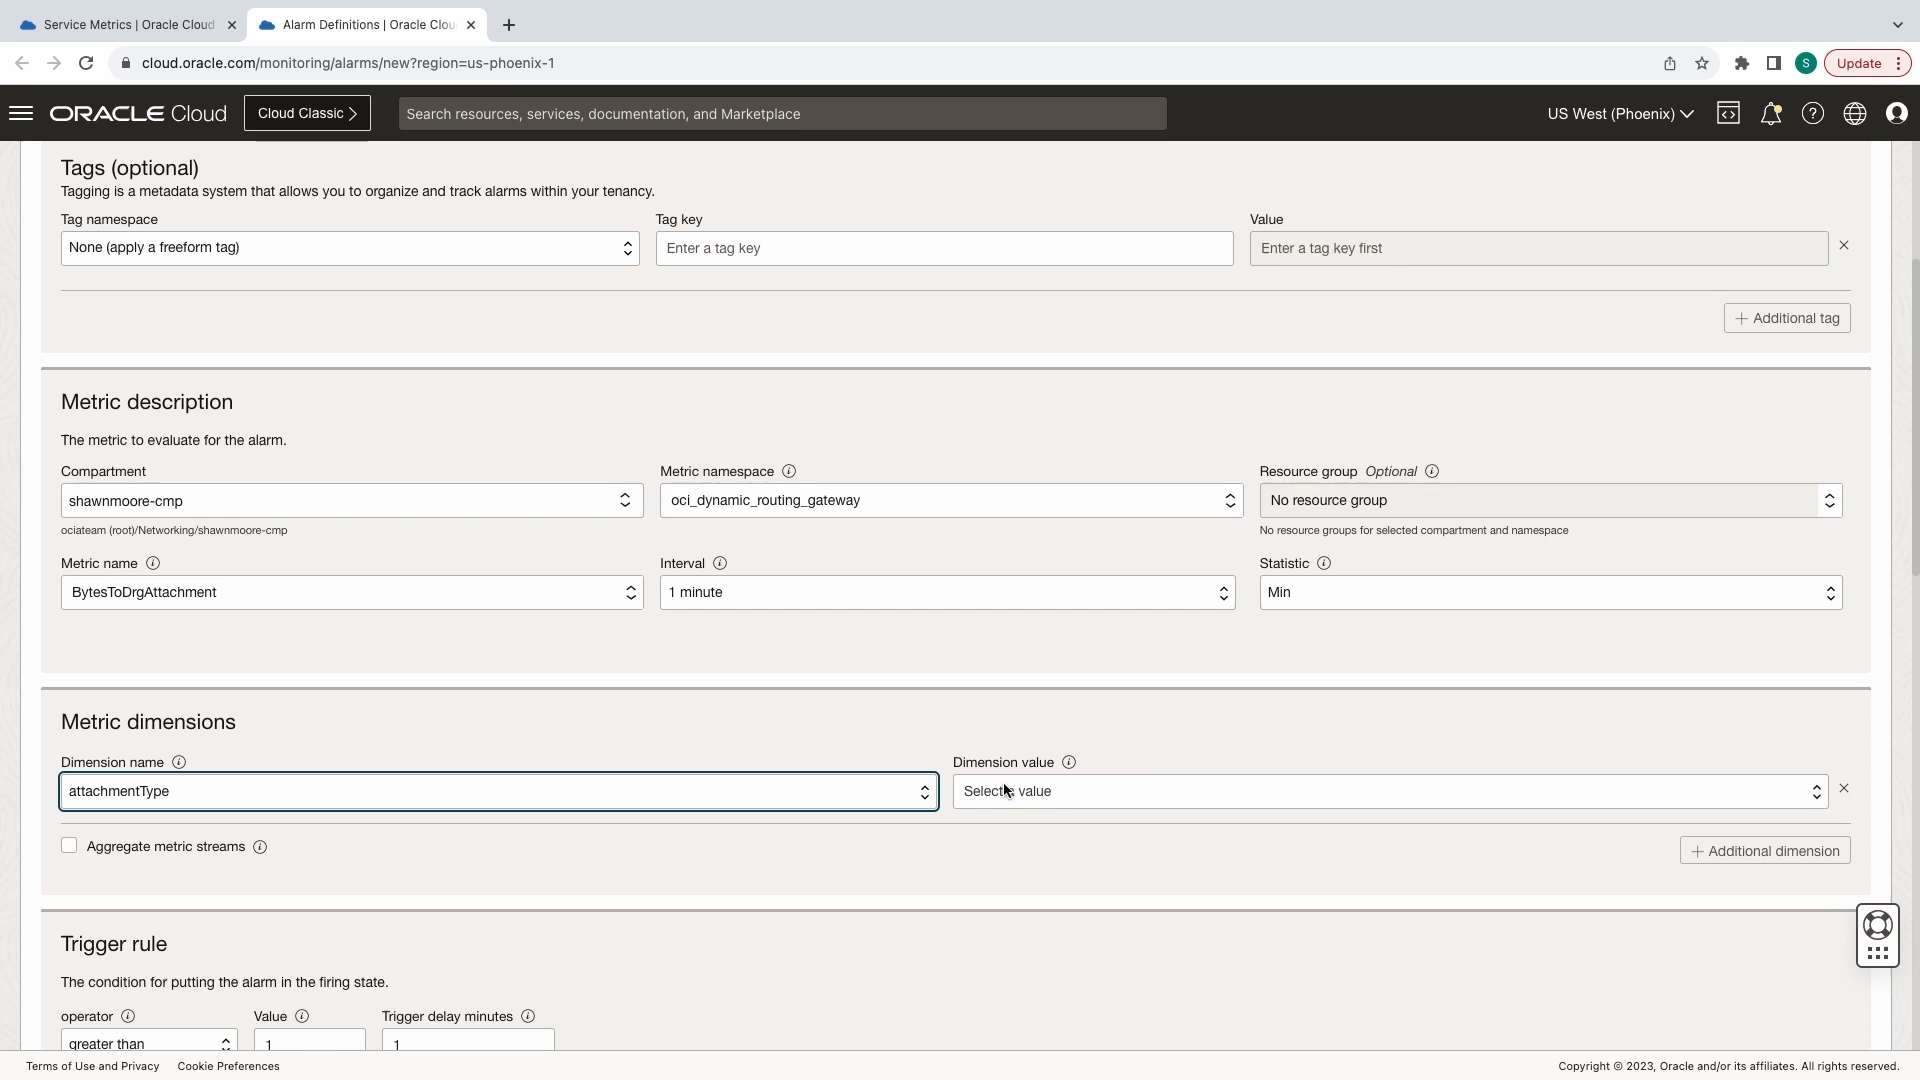 Service Metrics | Oracle Cloud
Alarm Definitions | Oracle Clou
cloud.oracle.com/monitoring/alarms/new?region=us-phoenix-1
S
Update
ORACLE Cloud
Cloud Classic
Search resources, services, documentation, and Marketplace
US West (Phoenix)
Tags (optional)
Tagging is a metadata system that allows you to organize and track alarms within your tenancy.
Tag namespace
Tag key
Value
None (apply a freeform tag)
Enter a tag key
Enter a tag key first
Additional tag
Metric description
The metric to evaluate for the alarm.
Compartment
Metric namespace
Resource group Optional
shawnmoore-cmp
oci_dynamic_routing_gateway
No resource group
ociateam (root)/Networking/shawnmoore-cmp
No resource groups for selected compartment and namespace
Metric name
Interval
Statistic
BytesToDrgAttachment
1 minute
Min
Metric dimensions
Dimension name
Dimension value
attachmentType
Select a value
Aggregate metric streams
Additional dimension
Trigger rule
The condition for putting the alarm in the firing state.
operator
Value
Trigger delay minutes
greater than
1
1
Terms of Use and Privacy
Cookie Preferences
Copyright © 2023, Oracle and/or its affiliates. All rights reserved.